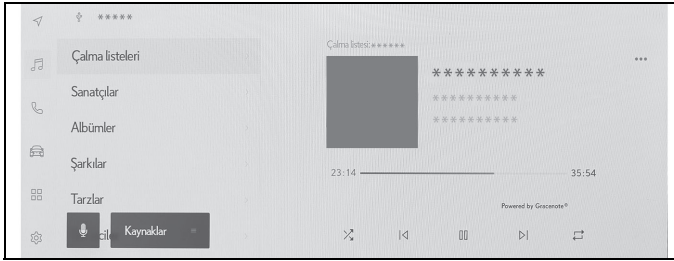 *****
Çalma listeleri
Sanatçılar
Albümler
Şarkılar
Tarzlar
Kaynaklar
Çalma listesi: ******
**********
**********
**********
23:14
35:54
Powered by Gracenote®